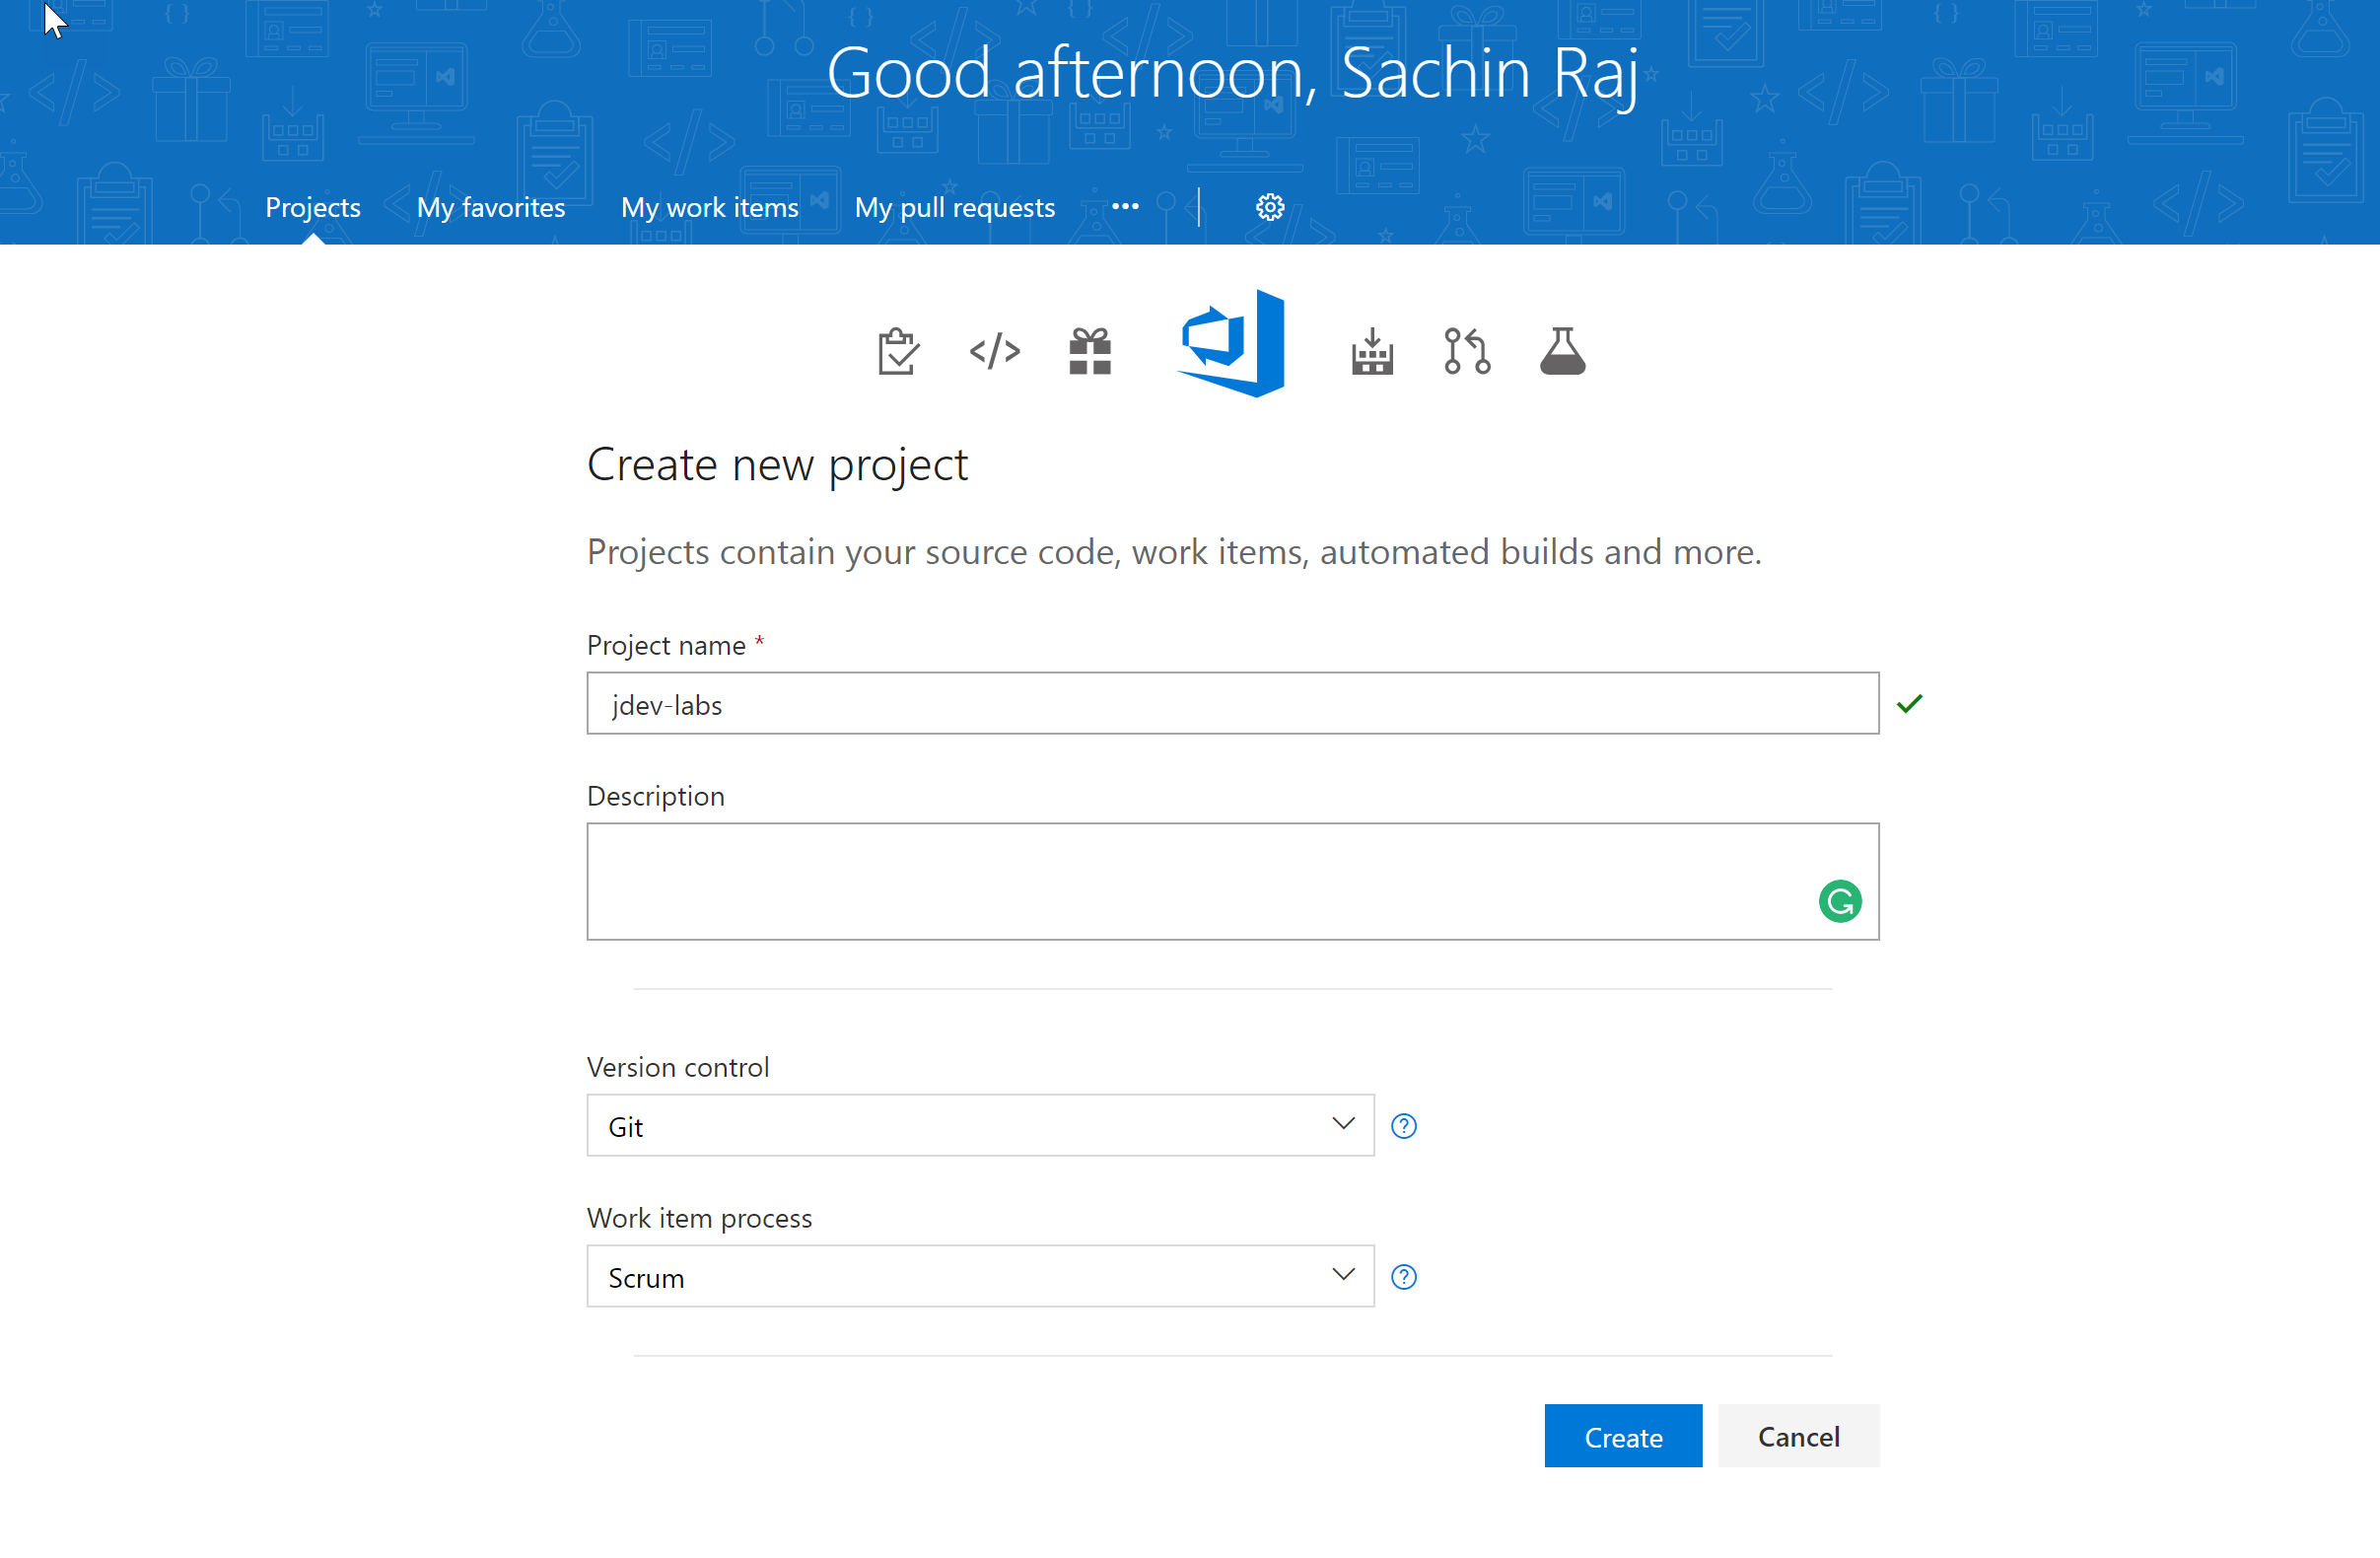 Good afternoon, Sachin Raj
Projects My favorites My work items My pull requests
Create new project
Projects contain your source code, work items, automated builds and more.
Project name *
jdev-labs
Description
Version control
Git
Work item process
Scrum
Create Cancel